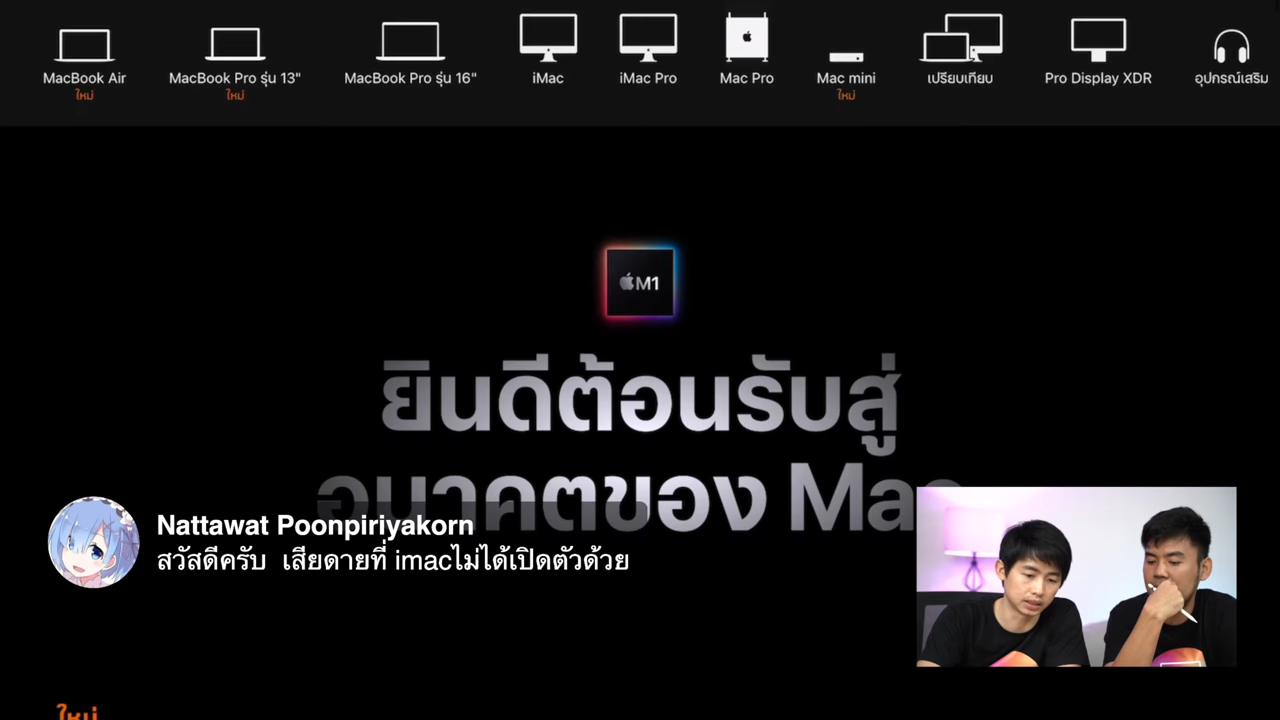 MacBook Air
ใหม่
MacBook Pro รุ่น 13"
ใหม่
MacBook Pro รุ่น 16"
iMac
iMac Pro
Mac Pro
Mac mini
ใหม่
เปรียบเทียบ
Pro Display XDR
อุปกรณ์เสริม
M1
ยินดีต้อนรับสู่
อนาคตของ Mac
Nattawat Poonpiriyakorn
สวัสดีครับ เสียดายที่ imacไม่ได้เปิดตัวด้วย
ใหม่